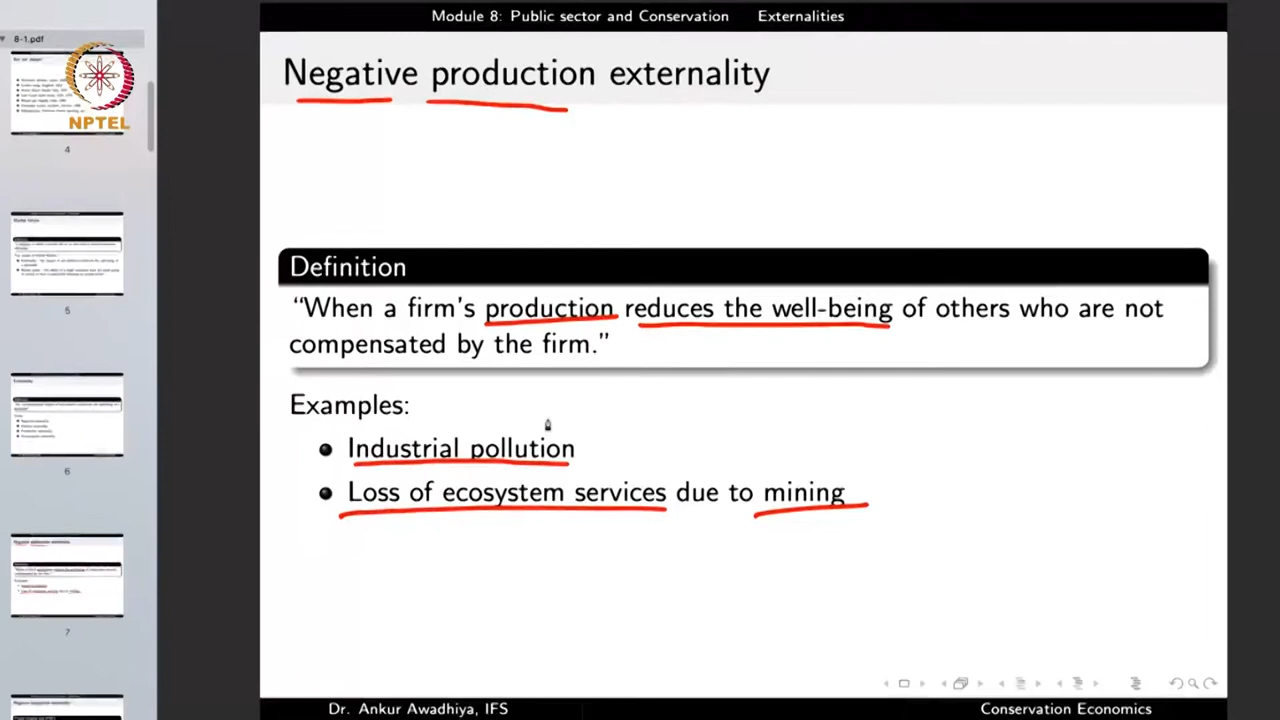 Module 8: Public sector and Conservation Externalities
8-1.pdf
NPTEL
Negative production externality
Definition
“When a firm’s production reduces the well-being of others who are not
compensated by the firm.”
Examples:
Industrial pollution
Loss of ecosystem services due to mining
4
5
6
7
Dr. Ankur Awadhiya, IFS Conservation Economics